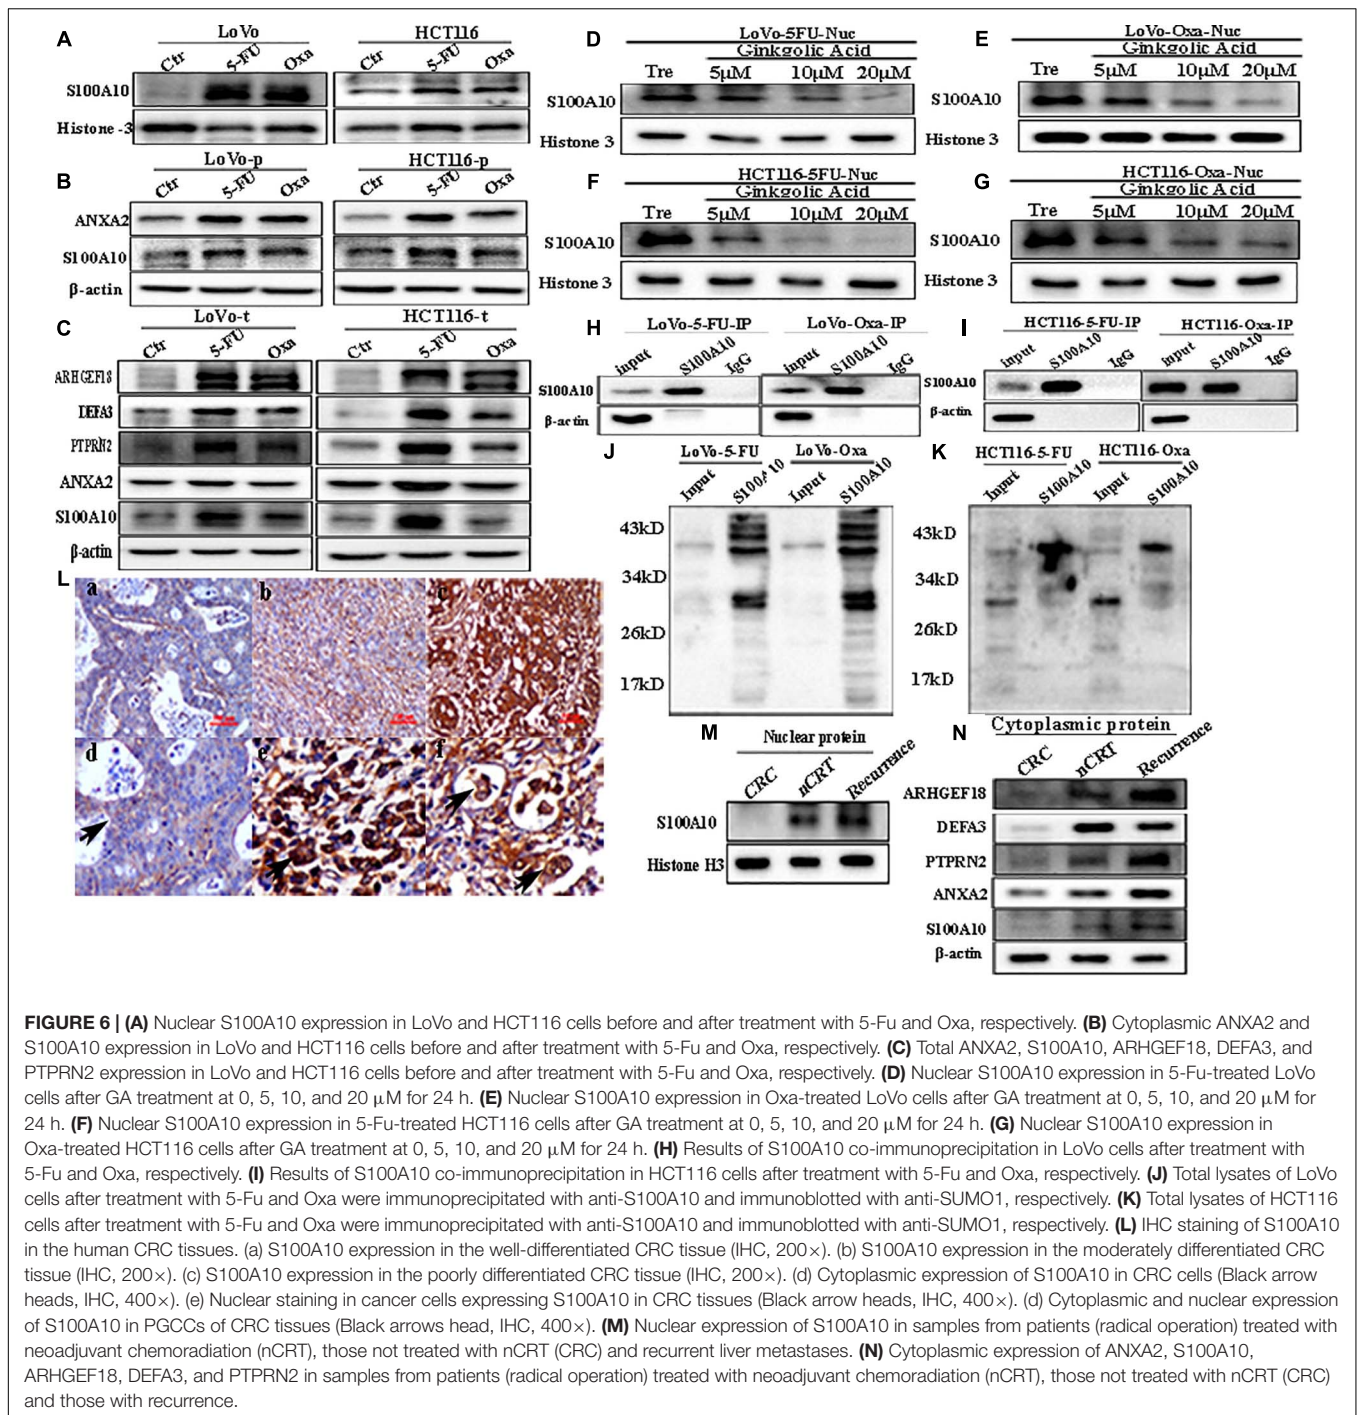 A
LoVo
HCT116
Ctr 5-FU Oxa
Ctr 5-FU Oxa
S100A10
Histone -3
B
LoVo-p
HCT116-p
Ctr 5-FU Oxa
Ctr 5-FU Oxa
ANXA2
S100A10
β-actin
C
LoVo-t
HCT116-t
Ctr 5-FU Oxa
Ctr 5-FU Oxa
ARHGEF18
DEFA3
PTPRN2
ANXA2
S100A10
β-actin
D
LoVo-5FU-Nuc
Ginkgolic Acid
Tre 5μM 10μM 20μM
S100A10
Histone 3
E
LoVo-Oxa-Nuc
Ginkgolic Acid
Tre 5μM 10μM 20μM
S100A10
Histone 3
F
HCT116-5FU-Nuc
Ginkgolic Acid
Tre 5μM 10μM 20μM
S100A10
Histone 3
G
HCT116-Oxa-Nuc
Ginkgolic Acid
Tre 5μM 10μM 20μM
S100A10
Histone 3
H
LoVo-5-FU-IP
LoVo-Oxa-IP
input S100A10 IgG
input S100A10 IgG
S100A10
β-actin
I
HCT116-5-FU-IP
HCT116-Oxa-IP
input S100A10 IgG
input S100A10 IgG
S100A10
β-actin
J
LoVo-5-FU
LoVo-Oxa
Input S100A10 Input S100A10
43kD
34kD
26kD
17kD
K
HCT116-5-FU
HCT116-Oxa
Input S100A10 Input S100A10
43kD
34kD
26kD
17kD
L
a b c
d e f
M
Nuclear protein
CRC nCRT Recurrence
S100A10
Histone H3
N
Cytoplasmic protein
CRC nCRT Recurrence
ARHGEF18
DEFA3
PTPRN2
ANXA2
S100A10
β-actin
FIGURE 6 | (A) Nuclear S100A10 expression in LoVo and HCT116 cells before and after treatment with 5-Fu and Oxa, respectively. (B) Cytoplasmic ANXA2 and
S100A10 expression in LoVo and HCT116 cells before and after treatment with 5-Fu and Oxa, respectively. (C) Total ANXA2, S100A10, ARHGEF18, DEFA3, and
PTPRN2 expression in LoVo and HCT116 cells before and after treatment with 5-Fu and Oxa, respectively. (D) Nuclear S100A10 expression in 5-Fu-treated LoVo
cells after GA treatment at 0, 5, 10, and 20 μM for 24 h. (E) Nuclear S100A10 expression in Oxa-treated LoVo cells after GA treatment at 0, 5, 10, and 20 μM for
24 h. (F) Nuclear S100A10 expression in 5-Fu-treated HCT116 cells after GA treatment at 0, 5, 10, and 20 μM for 24 h. (G) Nuclear S100A10 expression in
Oxa-treated HCT116 cells after GA treatment at 0, 5, 10, and 20 μM for 24 h. (H) Results of S100A10 co-immunoprecipitation in LoVo cells after treatment with
5-Fu and Oxa, respectively. (I) Results of S100A10 co-immunoprecipitation in HCT116 cells after treatment with 5-Fu and Oxa, respectively. (J) Total lysates of LoVo
cells after treatment with 5-Fu and Oxa were immunoprecipitated with anti-S100A10 and immunoblotted with anti-SUMO1, respectively. (K) Total lysates of HCT116
cells after treatment with 5-Fu and Oxa were immunoprecipitated with anti-S100A10 and immunoblotted with anti-SUMO1, respectively. (L) IHC staining of S100A10
in the human CRC tissues. (a) S100A10 expression in the well-differentiated CRC tissue (IHC, 200×). (b) S100A10 expression in the moderately differentiated CRC
tissue (IHC, 200×). (c) S100A10 expression in the poorly differentiated CRC tissue (IHC, 200×). (d) Cytoplasmic expression of S100A10 in CRC cells (Black arrow
heads, IHC, 400×). (e) Nuclear staining in cancer cells expressing S100A10 in CRC tissues (Black arrow heads, IHC, 400×). (d) Cytoplasmic and nuclear expression
of S100A10 in PGCCs of CRC tissues (Black arrows head, IHC, 400×). (M) Nuclear expression of S100A10 in samples from patients (radical operation) treated with
neoadjuvant chemoradiation (nCRT), those not treated with nCRT (CRC) and recurrent liver metastases. (N) Cytoplasmic expression of ANXA2, S100A10,
ARHGEF18, DEFA3, and PTPRN2 in samples from patients (radical operation) treated with neoadjuvant chemoradiation (nCRT), those not treated with nCRT (CRC)
and those with recurrence.